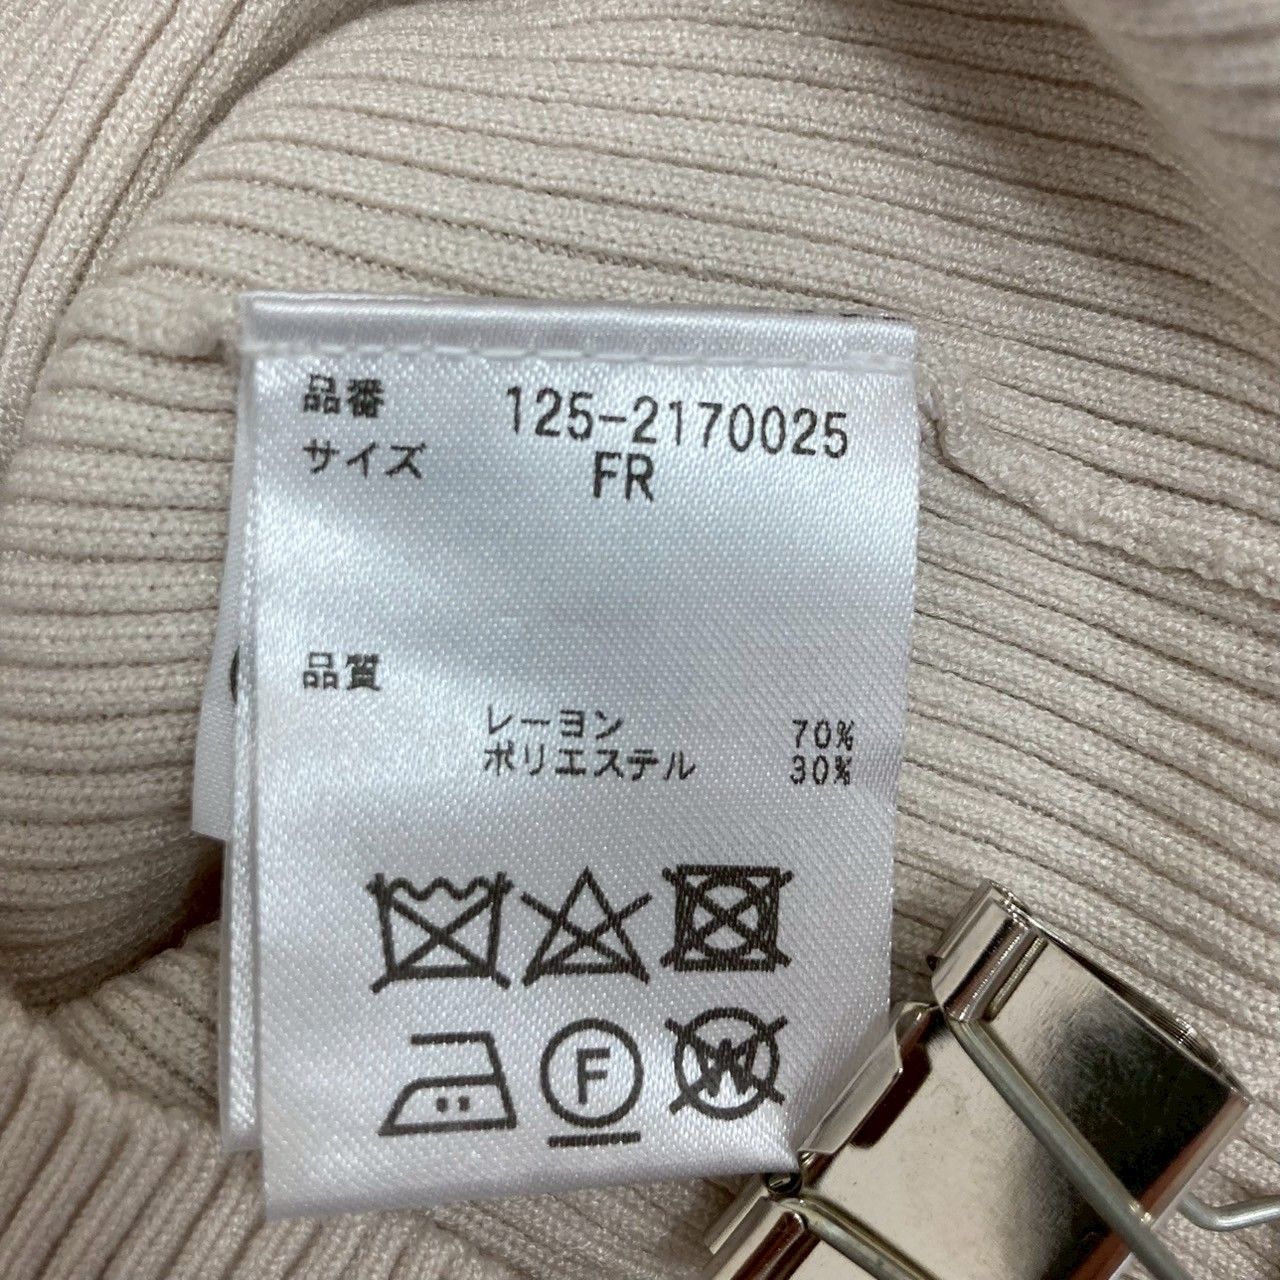 品番 125-2170025
サイズ FR
品質
レーヨン 70%
ポリエステル 30%
F
W